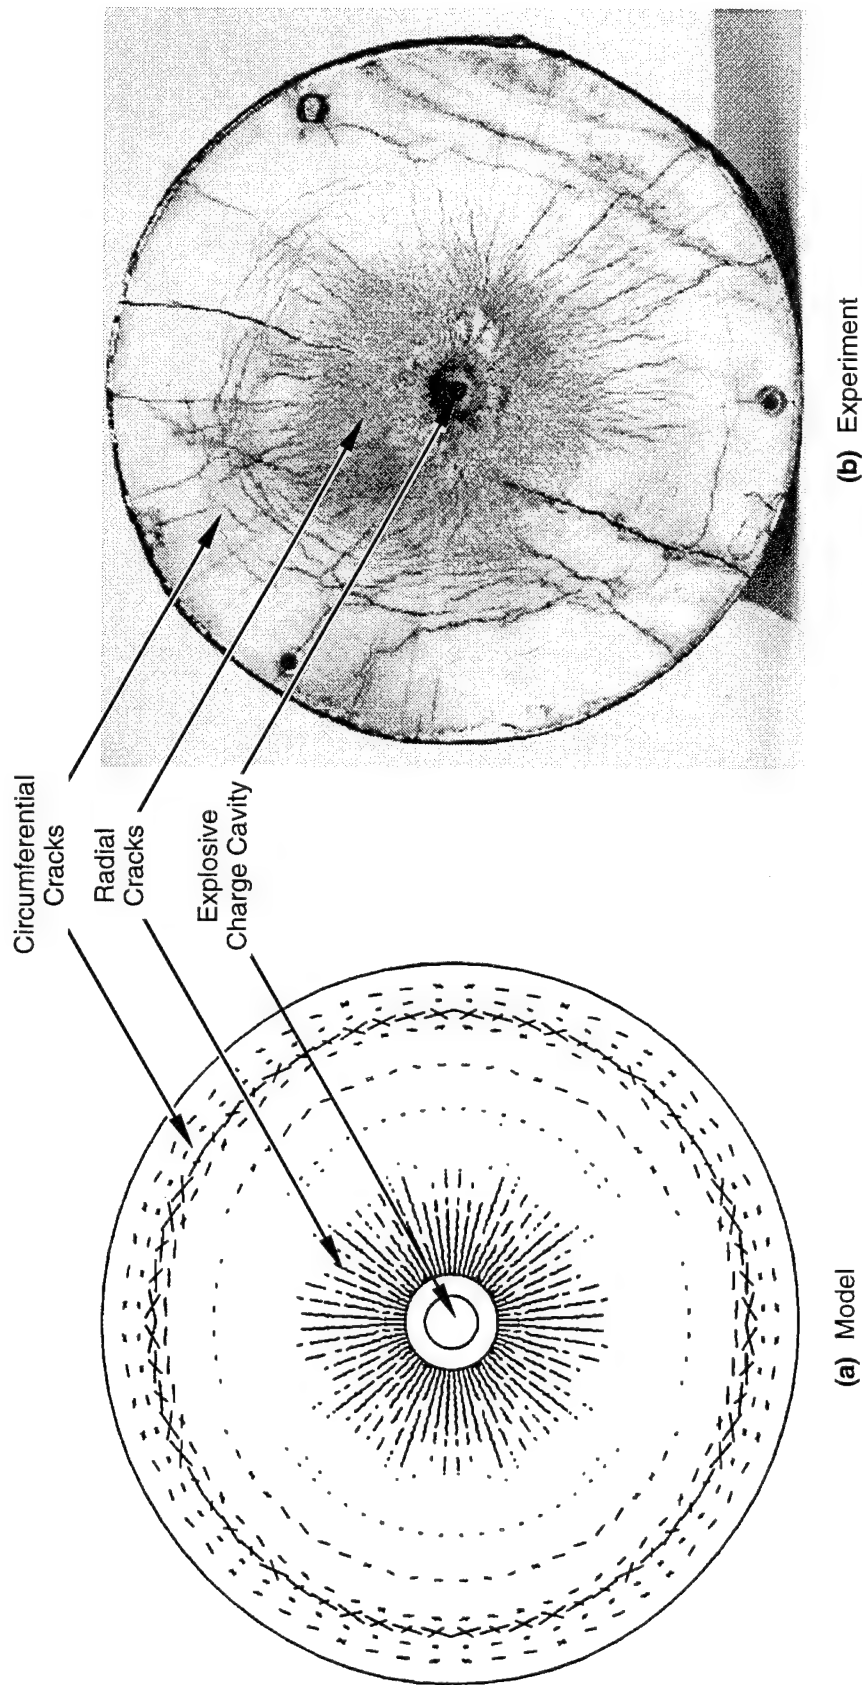 Circumferential
Cracks
Radial
Cracks
Explosive
Charge Cavity
(a) Model
(b) Experiment